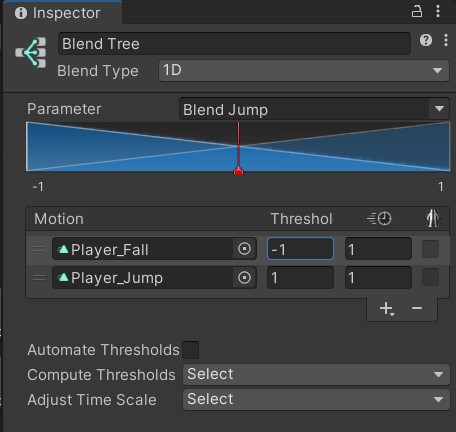 Inspector
Blend Tree
Blend Type 1D
Parameter Blend Jump
-1 1
Motion Threshol
Player_Fall -1 1
Player_Jump 1 1
+ −
Automate Thresholds
Compute Thresholds Select
Adjust Time Scale Select